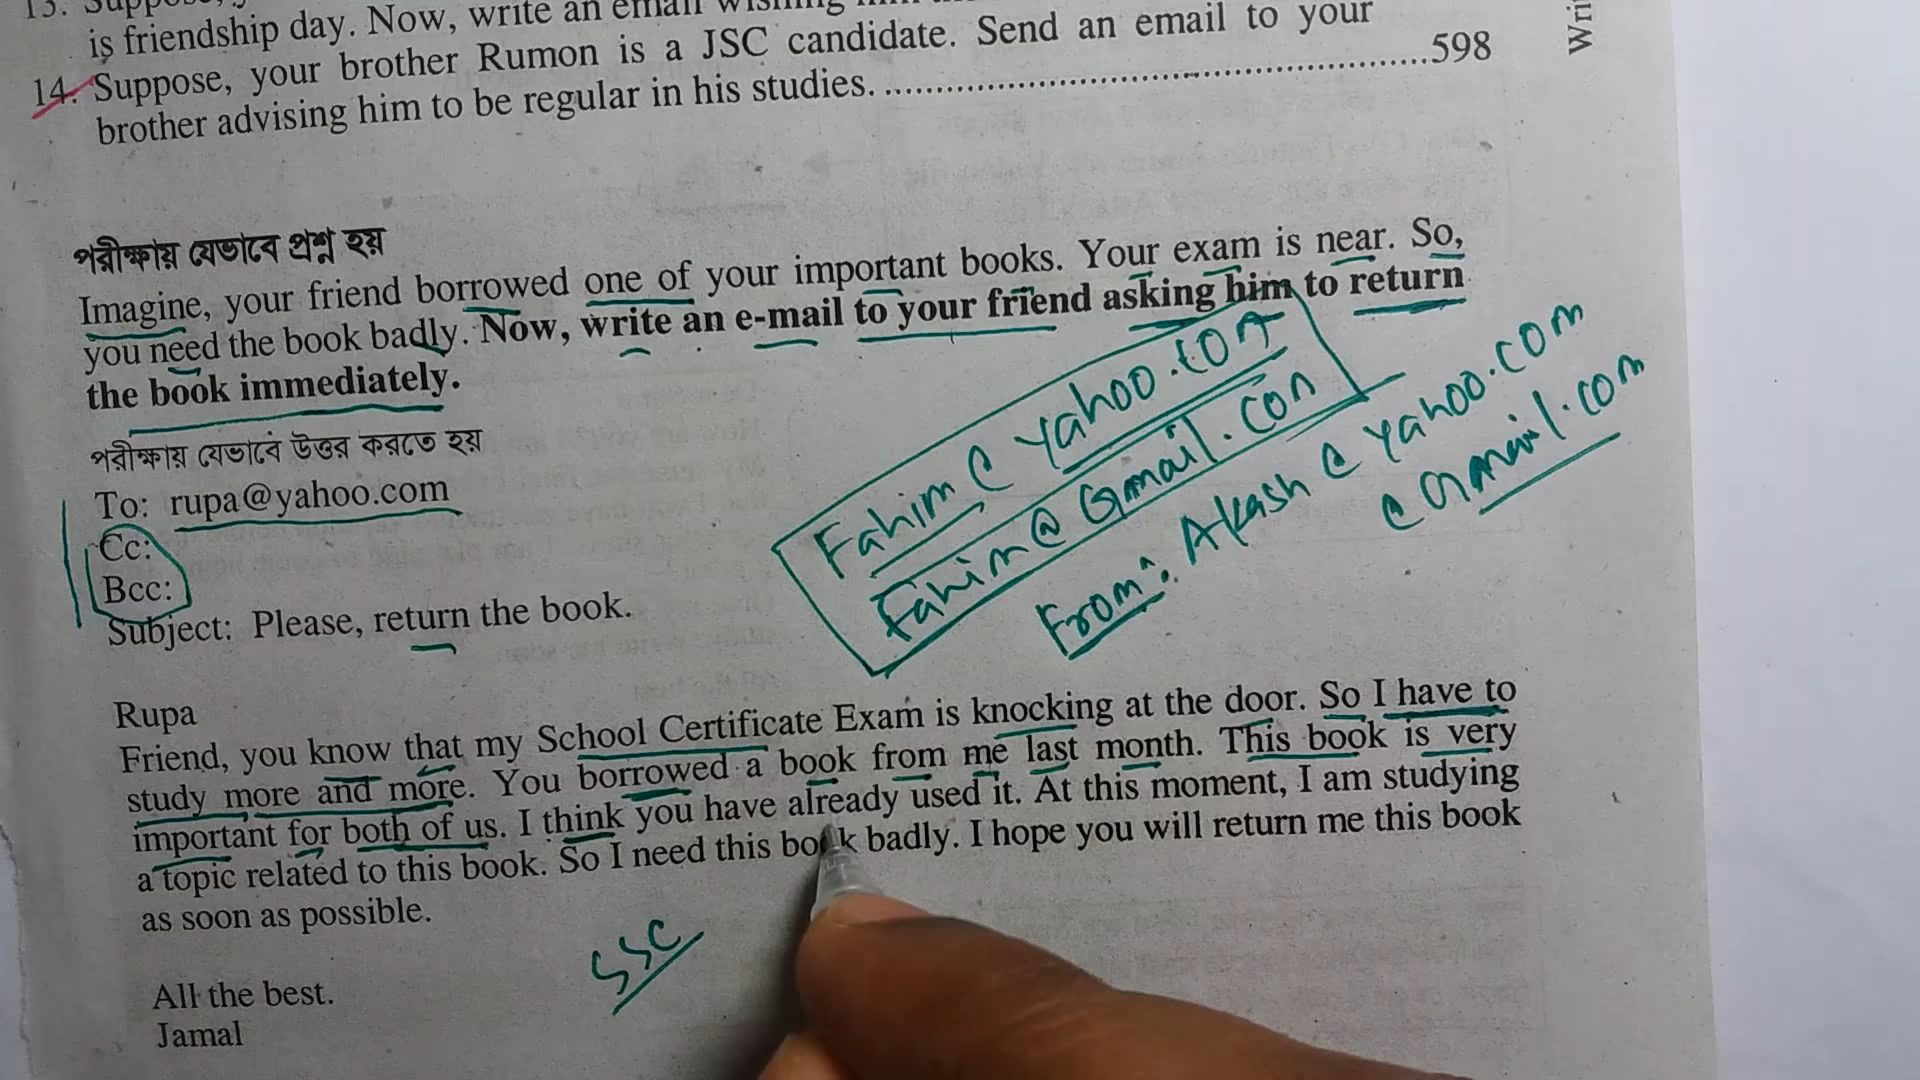 is friendship day. Now, write an email wishing
14. Suppose, your brother Rumon is a JSC candidate. Send an email to your
brother advising him to be regular in his studies. ..........598
পরীক্ষায় যেভাবে প্রশ্ন হয়
Imagine, your friend borrowed one of your important books. Your exam is near. So,
you need the book badly. Now, write an e-mail to your friend asking him to return
the book immediately.
পরীক্ষায় যেভাবে উত্তর করতে হয়
To: rupa@yahoo.com
Cc:
Bcc:
Subject: Please, return the book.
Fahim@Yahoo.com
Fahim@Gmail.com
From: Akash@Yahoo.com
@Gmail.com
Rupa
Friend, you know that my School Certificate Exam is knocking at the door. So I have to
study more and more. You borrowed a book from me last month. This book is very
important for both of us. I think you have already used it. At this moment, I am studying
a topic related to this book. So I need this book badly. I hope you will return me this book
as soon as possible.
SSC
All the best.
Jamal
Wri